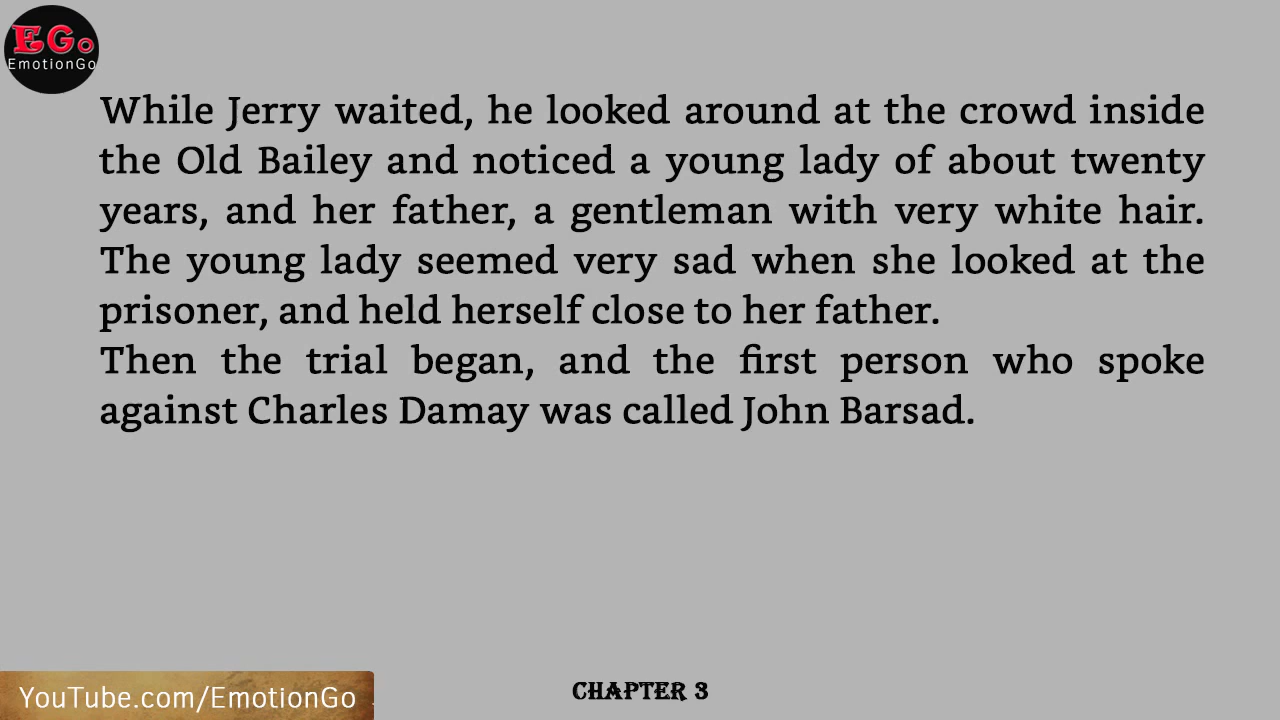 EGo
EmotionGo
While Jerry waited, he looked around at the crowd inside
the Old Bailey and noticed a young lady of about twenty
years, and her father, a gentleman with very white hair.
The young lady seemed very sad when she looked at the
prisoner, and held herself close to her father.
Then the trial began, and the first person who spoke
against Charles Damay was called John Barsad.
YouTube.com/EmotionGo
CHAPTER 3